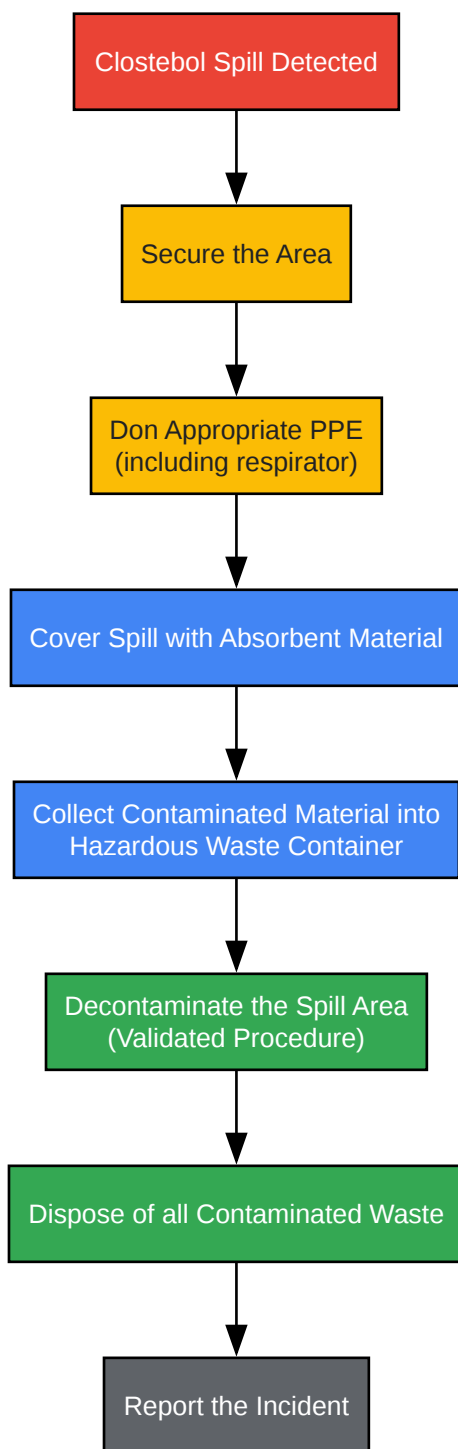 Clostebol Spill Detected
Secure the Area
Don Appropriate PPE
(including respirator)
Cover Spill with Absorbent Material
Collect Contaminated Material into
Hazardous Waste Container
Decontaminate the Spill Area
(Validated Procedure)
Dispose of all Contaminated Waste
Report the Incident